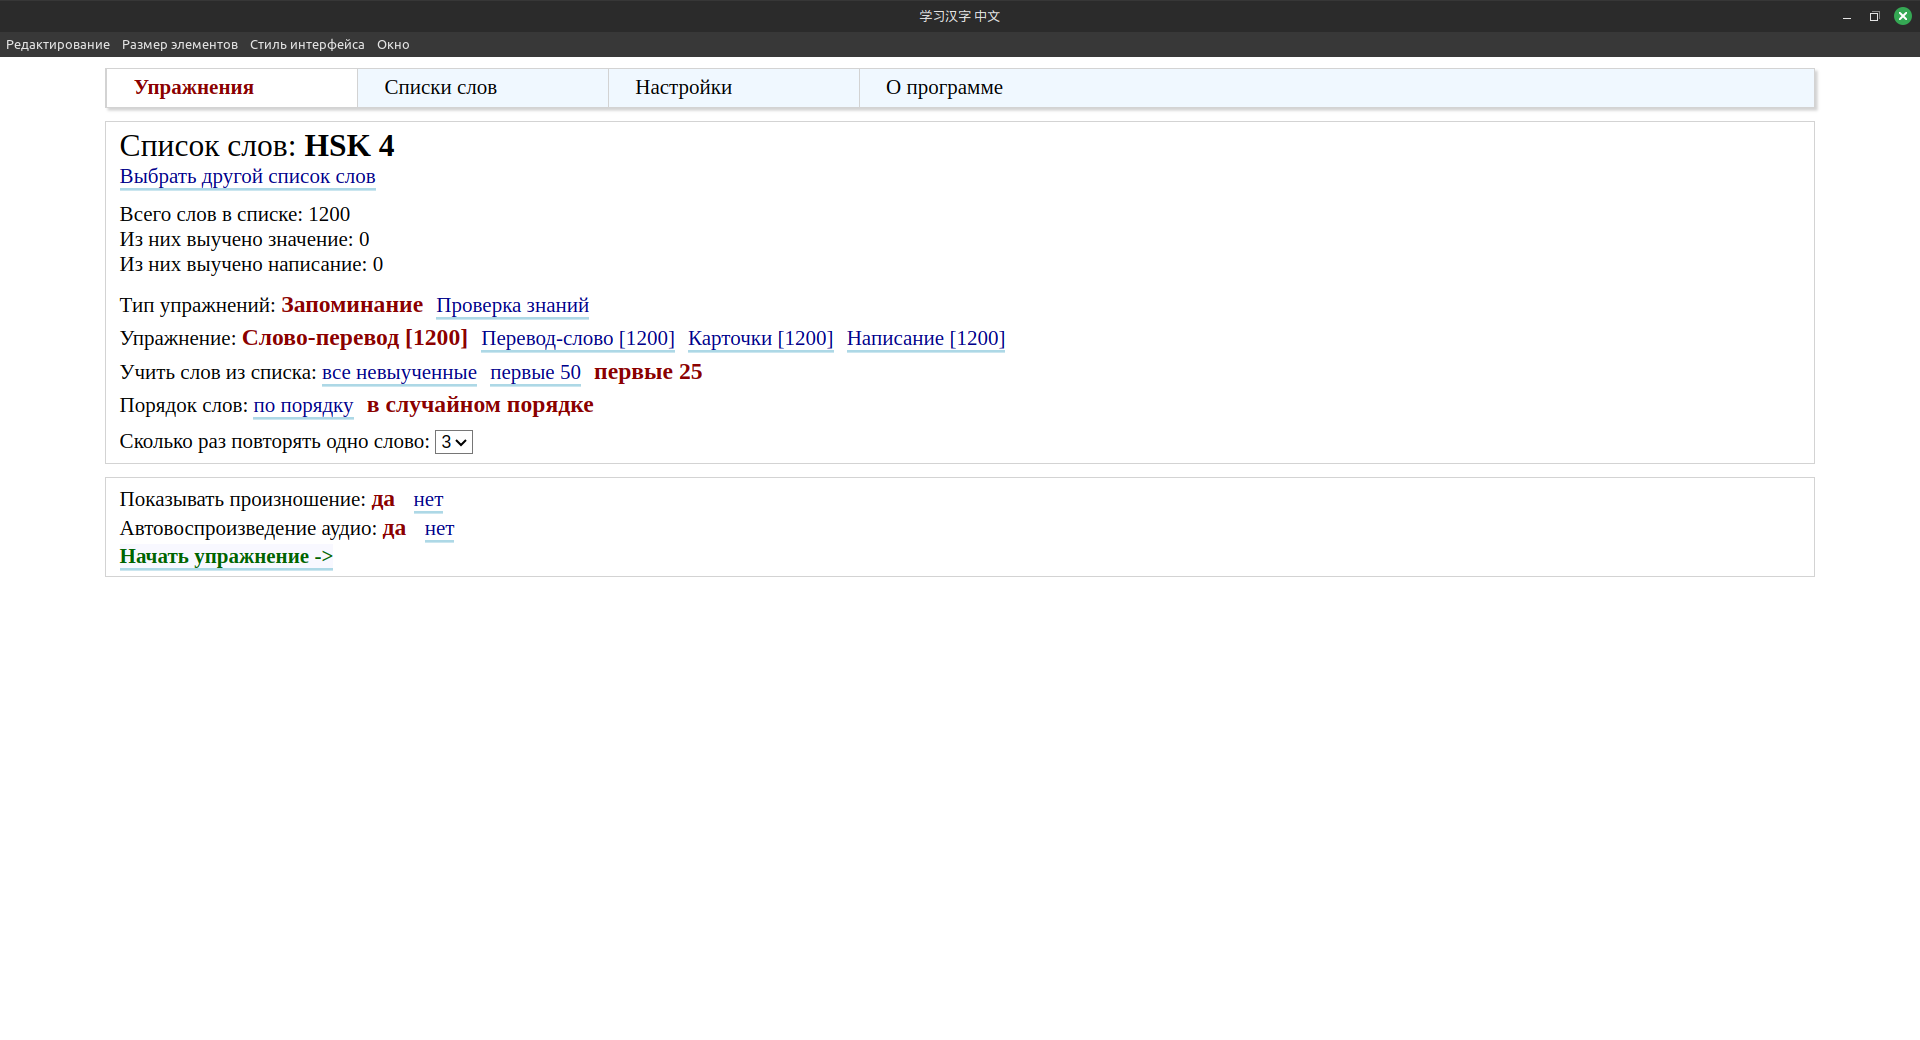 学习汉字 中文
Редактирование Размер элементов Стиль интерфейса Окно
Упражнения Списки слов Настройки О программе
Список слов: HSK 4
Выбрать другой список слов
Всего слов в списке: 1200
Из них выучено значение: 0
Из них выучено написание: 0
Тип упражнений: Запоминание Проверка знаний
Упражнение: Слово-перевод [1200] Перевод-слово [1200] Карточки [1200] Написание [1200]
Учить слов из списка: все невыученные первые 50 первые 25
Порядок слов: по порядку в случайном порядке
Сколько раз повторять одно слово: 3
Показывать произношение: да нет
Автовоспроизведение аудио: да нет
Начать упражнение ->